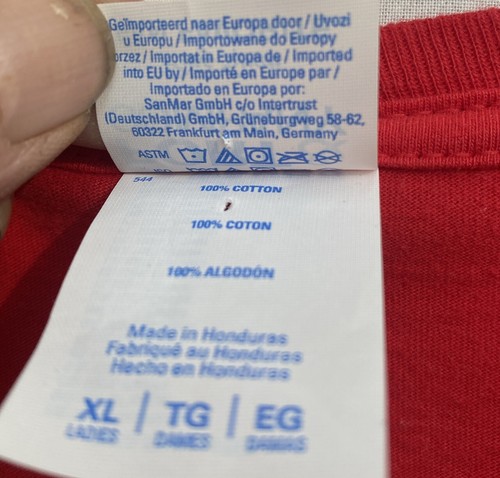 Geïmporteerd naar Europa door / Uvozi
u Europu / Importowane do Europy
orzez / Importat in Europa de / Imported
into EU by / Importé en Europe par /
Importado en Europa por:
SanMar GmbH c/o Intertrust
(Deutschland) GmbH, Grüneburgweg 58-62,
60322 Frankfurt am Main, Germany
ASTM
544
100% COTTON
100% COTON
100% ALGODÓN
Made in Honduras
Fabriqué au Honduras
Hecho en Honduras
XL | TG | EG
LADIES DAMES DAMAS